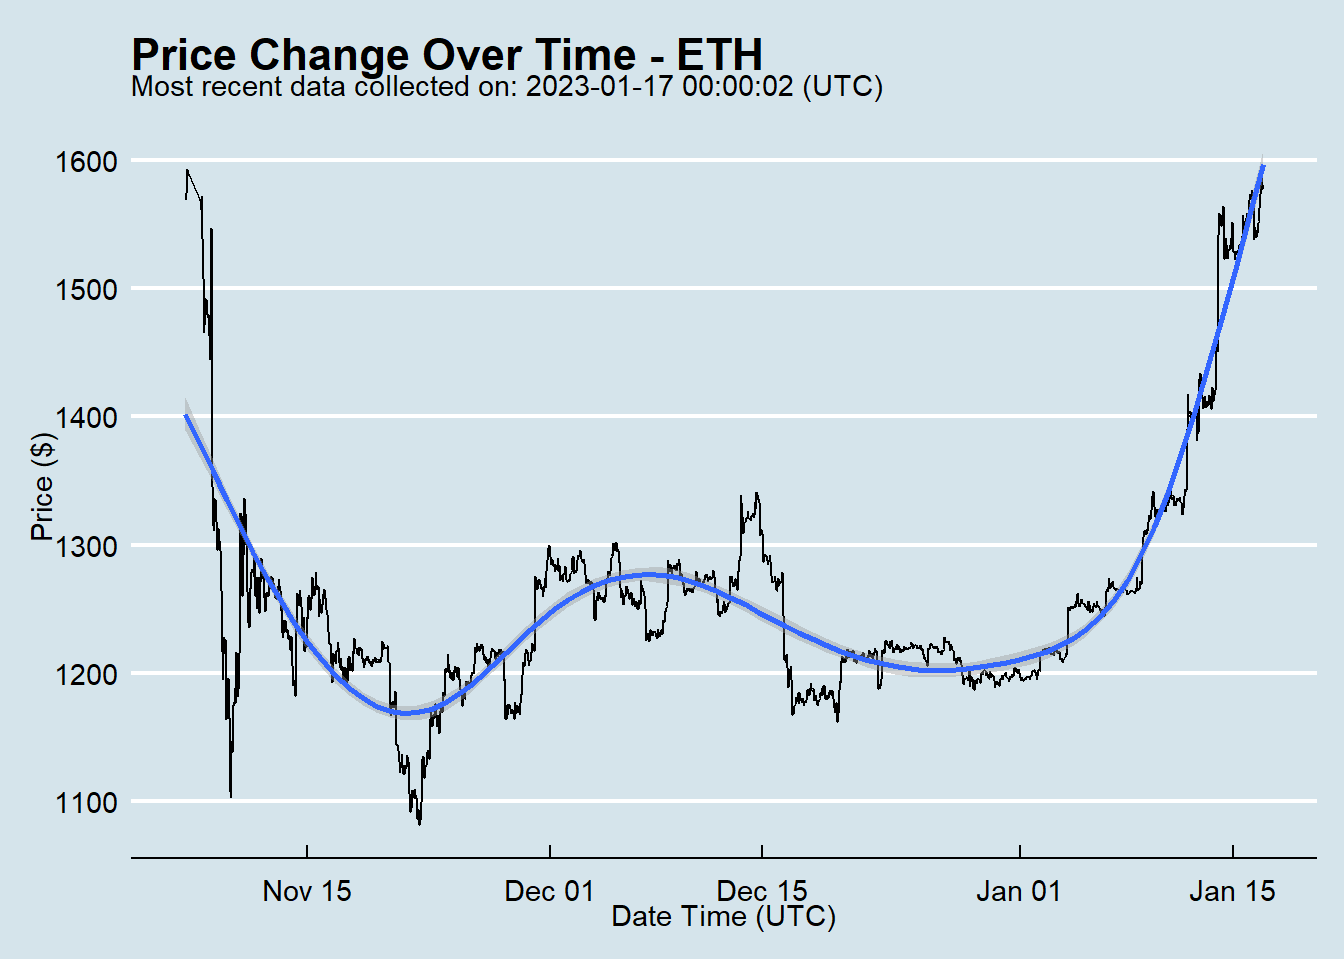 Price Change Over Time - ETH
Most recent data collected on: 2023-01-17 00:00:02 (UTC)
1600
1500
1400
1300
1200
1100
Price ($)
Nov 15
Dec 01
Dec 15
Jan 01
Jan 15
Date Time (UTC)